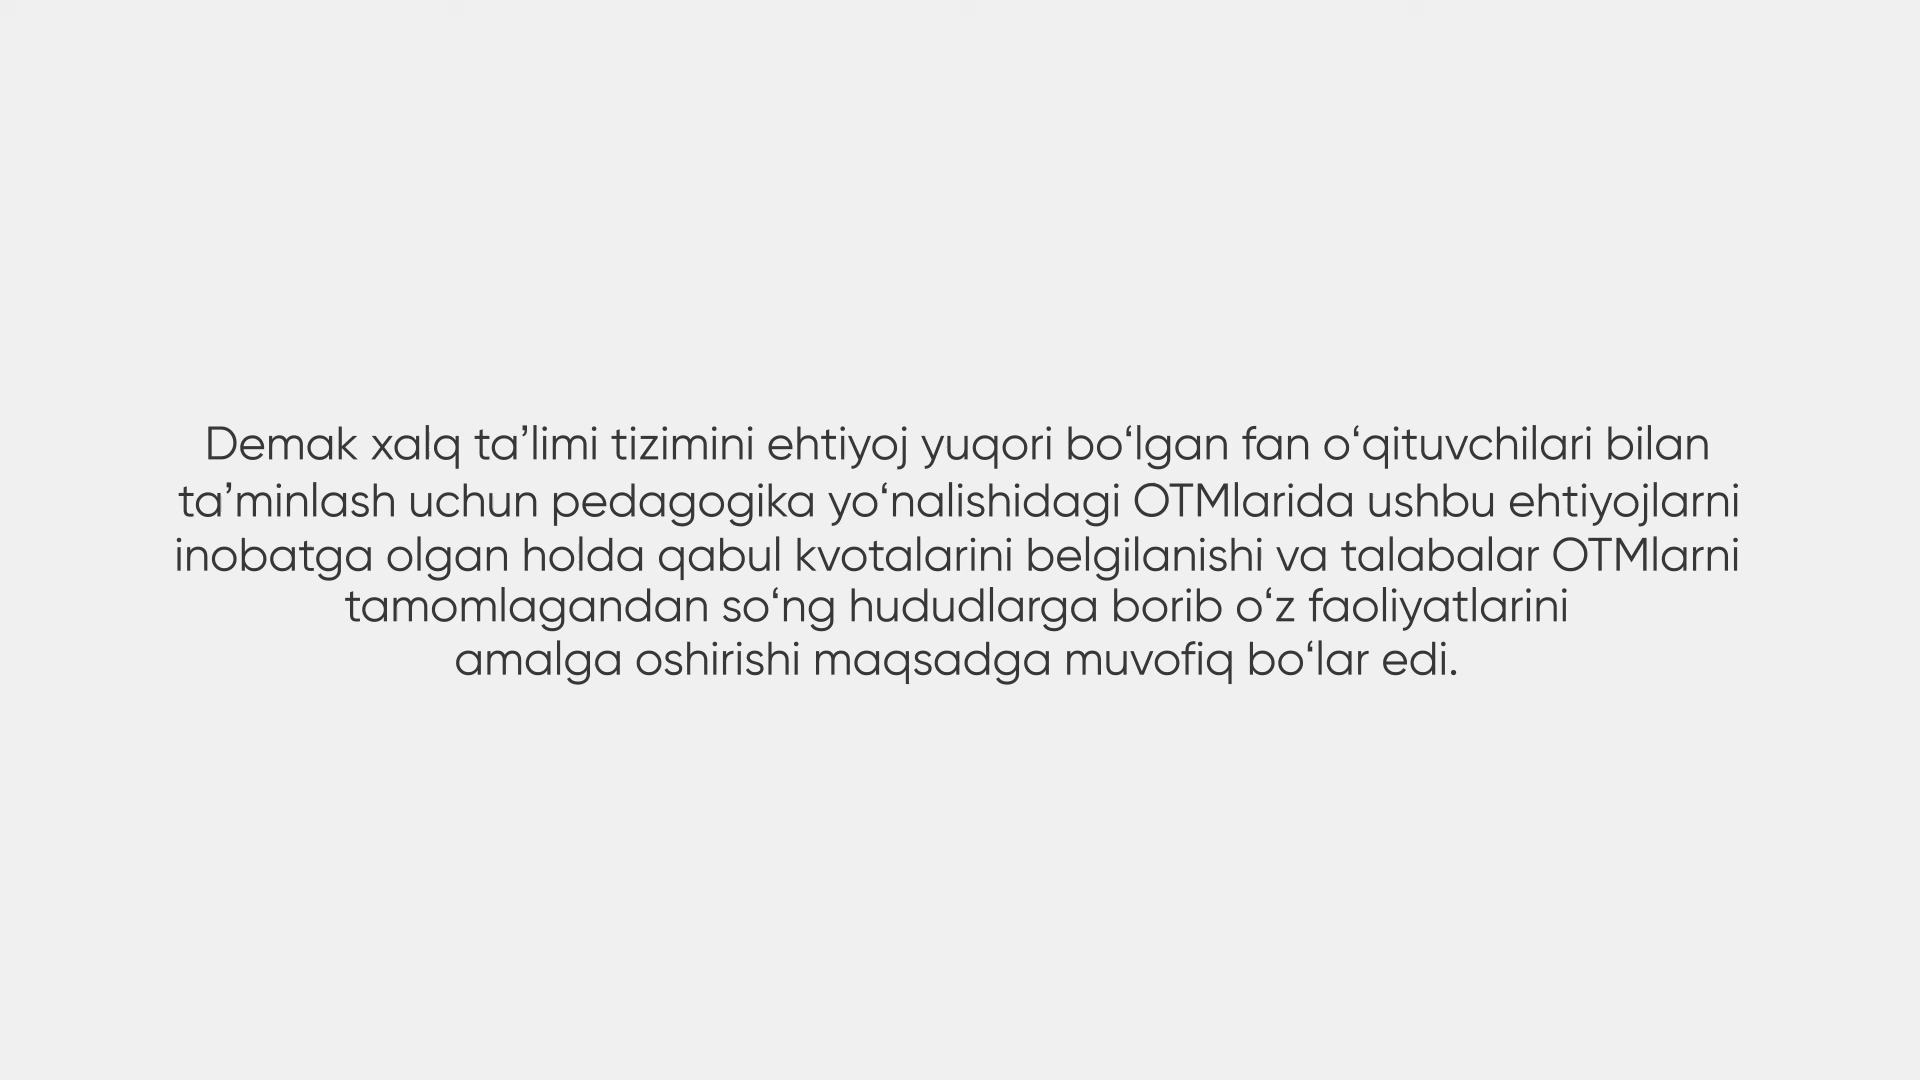 Demak xalq ta’limi tizimini ehtiyoj yuqori bo‘lgan fan o‘qituvchilari bilan
ta’minlash uchun pedagogika yo‘nalishidagi OTMlarida ushbu ehtiyojlarni
inobatga olgan holda qabul kvotalarini belgilanishi va talabalar OTMlarni
tamomlagandan so‘ng hududlarga borib o‘z faoliyatlarini
amalga oshirishi maqsadga muvofiq bo‘lar edi.